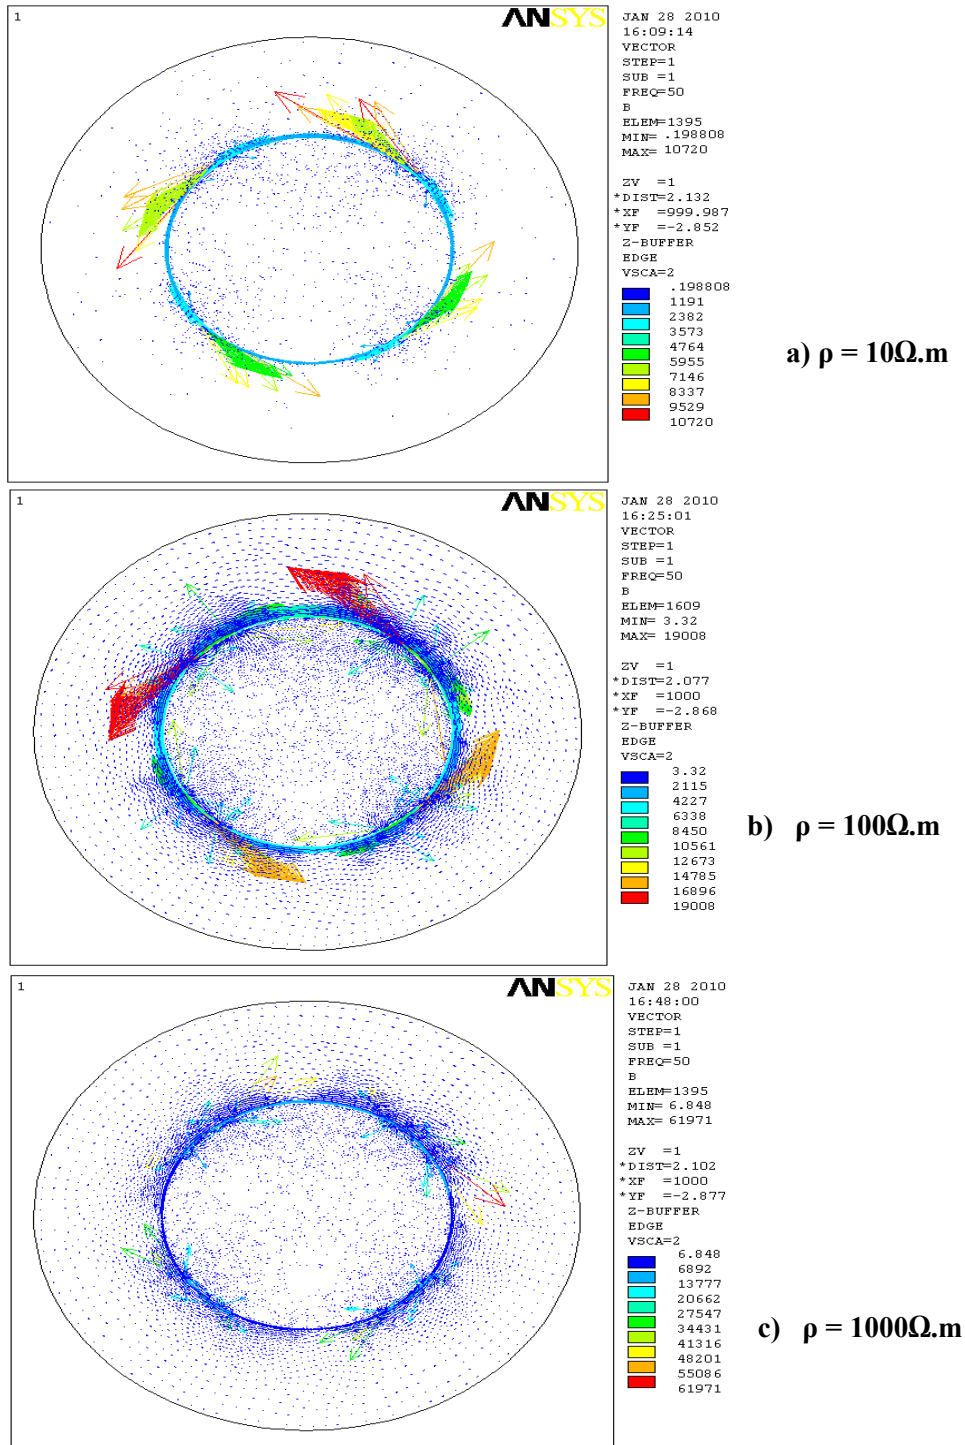 1
ANSYS
JAN 28 2010
16:09:14
VECTOR
STEP=1
SUB =1
FREQ=50
B
ELEM=1395
MIN= .198808
MAX= 10720
ZV =1
*DIST=2.132
*XF =999.987
*YF =-2.852
Z-BUFFER
EDGE
VSCA=2
.198808
1191
2382
3573
4764
5955
7146
8337
9529
10720
a) ρ = 10Ω.m
1
ANSYS
JAN 28 2010
16:25:01
VECTOR
STEP=1
SUB =1
FREQ=50
B
ELEM=1609
MIN= 3.32
MAX= 19008
ZV =1
*DIST=2.077
*XF =1000
*YF =-2.868
Z-BUFFER
EDGE
VSCA=2
3.32
2115
4227
6338
8450
10561
12673
14785
16896
19008
b) ρ = 100Ω.m
1
ANSYS
JAN 28 2010
16:48:00
VECTOR
STEP=1
SUB =1
FREQ=50
B
ELEM=1395
MIN= 6.848
MAX= 61971
ZV =1
*DIST=2.102
*XF =1000
*YF =-2.877
Z-BUFFER
EDGE
VSCA=2
6.848
6892
13777
20662
27547
34431
41316
48201
55086
61971
c) ρ = 1000Ω.m